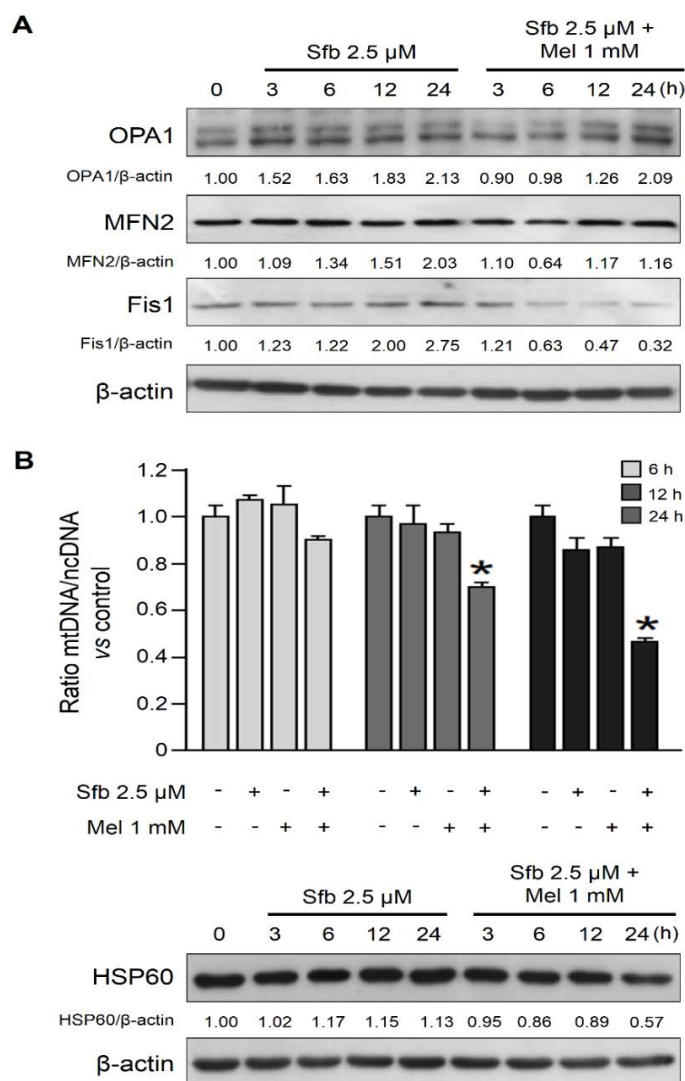 A
Sfb 2.5 µM
Sfb 2.5 µM +
Mel 1 mM
0 3 6 12 24 3 6 12 24 (h)
OPA1
OPA1/β-actin 1.00 1.52 1.63 1.83 2.13 0.90 0.98 1.26 2.09
MFN2
MFN2/β-actin 1.00 1.09 1.34 1.51 2.03 1.10 0.64 1.17 1.16
Fis1
Fis1/β-actin 1.00 1.23 1.22 2.00 2.75 1.21 0.63 0.47 0.32
β-actin
B
Ratio mtDNA/ncDNA
vs control
1.2
1.0
0.8
0.6
0.4
0.2
0
6 h
12 h
24 h
*
*
Sfb 2.5 µM - + - + - + - + - + - +
Mel 1 mM - - + + - - + + - - + +
Sfb 2.5 µM
Sfb 2.5 µM +
Mel 1 mM
0 3 6 12 24 3 6 12 24 (h)
HSP60
HSP60/β-actin 1.00 1.02 1.17 1.15 1.13 0.95 0.86 0.89 0.57
β-actin